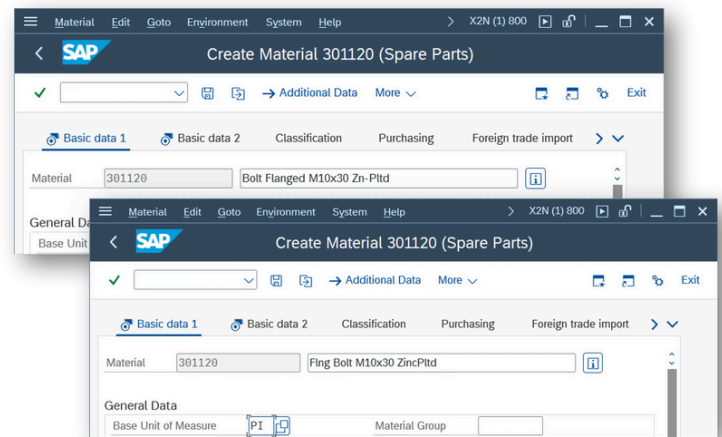 Material Edit Goto Environment System Help X2N (1) 800
SAP Create Material 301120 (Spare Parts)
Additional Data More Exit
Basic data 1 Basic data 2 Classification Purchasing Foreign trade import
Material 301120 Bolt Flanged M10x30 Zn-Pltd
General Da
Base Unit
Material Edit Goto Environment System Help X2N (1) 800
SAP Create Material 301120 (Spare Parts)
Additional Data More Exit
Basic data 1 Basic data 2 Classification Purchasing Foreign trade import
Material 301120 Flng Bolt M10x30 ZincPltd
General Data
Base Unit of Measure PI Material Group